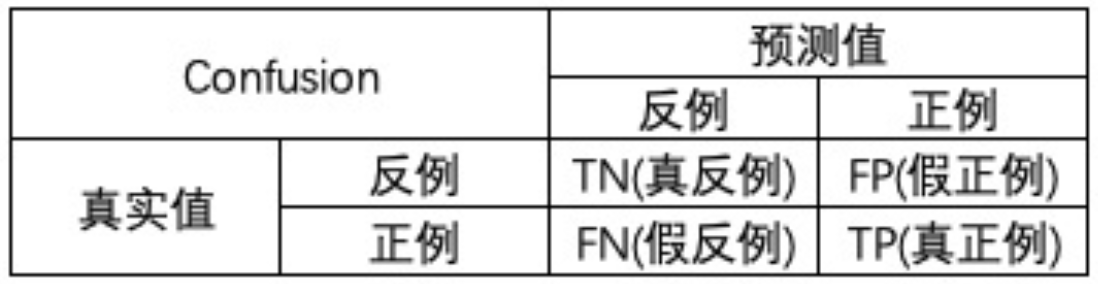 Confusion
预测值
反例 正例
真实值
反例 TN(真反例) FP(假正例)
正例 FN(假反例) TP(真正例)